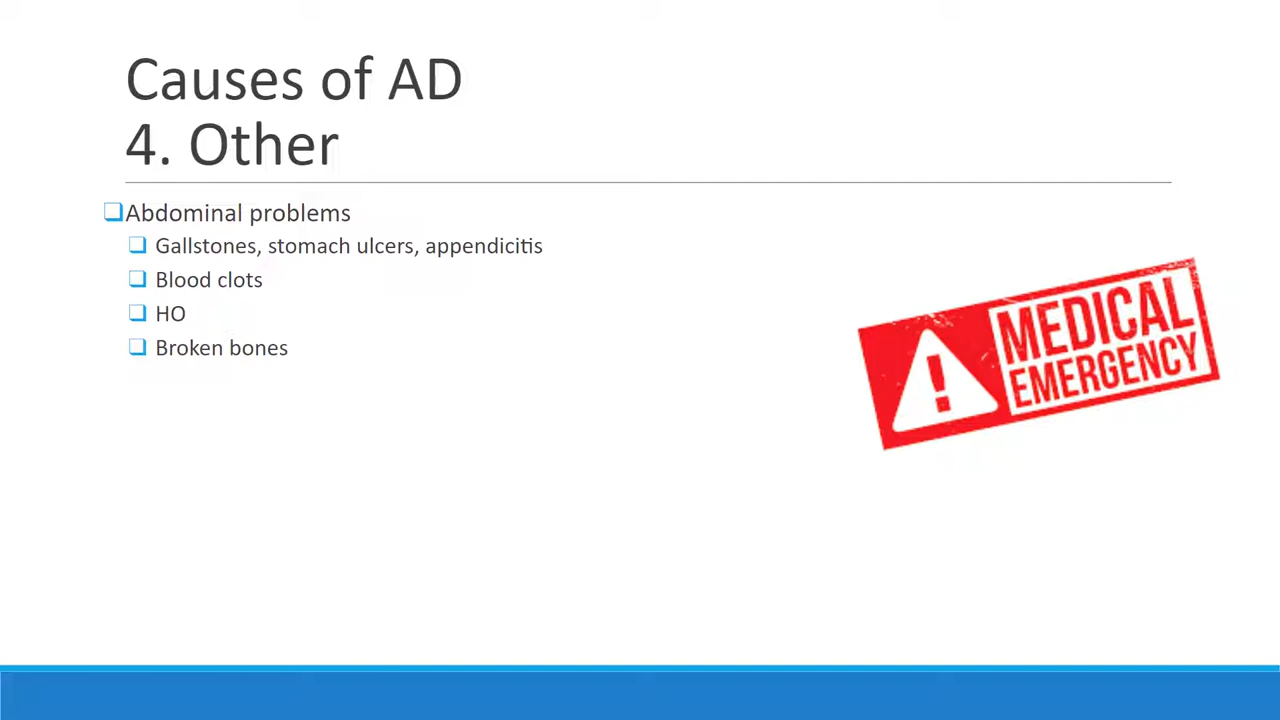 Causes of AD
4. Other
Abdominal problems
Gallstones, stomach ulcers, appendicitis
Blood clots
HO
Broken bones
MEDICAL
EMERGENCY